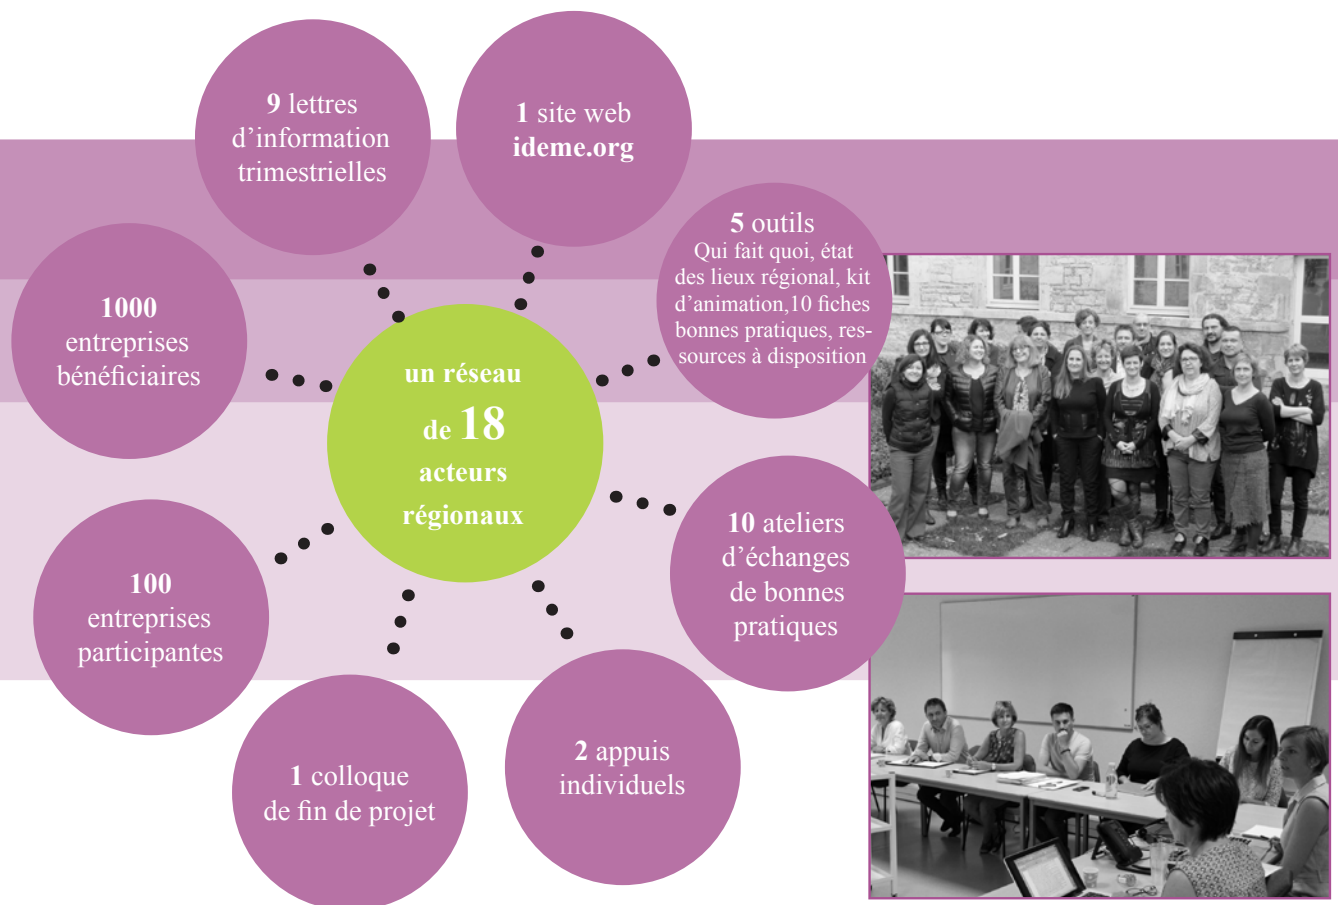 9 lettres
d’information
trimestrielles
1 site web
ideme.org
5 outils
Qui fait quoi, état
des lieux régional, kit
d’animation,10 fiches
bonnes pratiques, res-
sources à disposition
1000
entreprises
bénéficiaires
un réseau
de 18
acteurs
régionaux
10 ateliers
d’échanges
de bonnes
pratiques
100
entreprises
participantes
2 appuis
individuels
1 colloque
de fin de projet